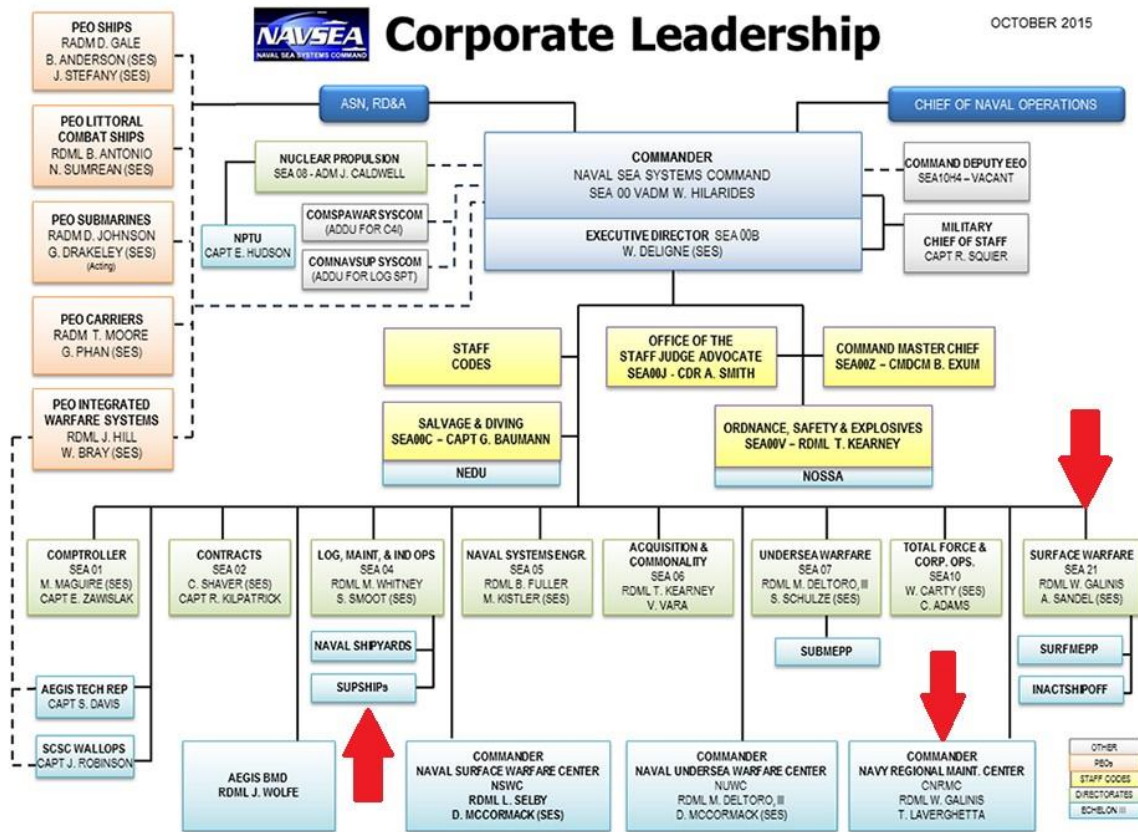 NAVSEA
NAVAL SEA SYSTEMS COMMAND
Corporate Leadership
OCTOBER 2015
PEO SHIPS
RADM D. GALE
B. ANDERSON (SES)
J. STEFANY (SES)
PEO LITTORAL
COMBAT SHIPS
RDML B. ANTONIO
N. SUMREAN (SES)
PEO SUBMARINES
RADM D. JOHNSON
G. DRAKELEY (SES)
(Acting)
PEO CARRIERS
RADM T. MOORE
G. PHAN (SES)
PEO INTEGRATED
WARFARE SYSTEMS
RDML J. HILL
W. BRAY (SES)
ASN, RD&A
CHIEF OF NAVAL OPERATIONS
NUCLEAR PROPULSION
SEA 08 - ADM J. CALDWELL
NPTU
CAPT E. HUDSON
COMSPAWAR SYSCOM
(ADDU FOR C4I)
COMNAVSUP SYSCOM
(ADDU FOR LOG SPT)
COMMANDER
NAVAL SEA SYSTEMS COMMAND
SEA 00 VADM W. HILARIDES
EXECUTIVE DIRECTOR SEA 00B
W. DELIGNE (SES)
COMMAND DEPUTY EEO
SEA10H4 – VACANT
MILITARY
CHIEF OF STAFF
CAPT R. SQUIER
STAFF
CODES
OFFICE OF THE
STAFF JUDGE ADVOCATE
SEA00J - CDR A. SMITH
COMMAND MASTER CHIEF
SEA00Z – CMDCM B. EXUM
SALVAGE & DIVING
SEA00C – CAPT G. BAUMANN
NEDU
ORDNANCE, SAFETY & EXPLOSIVES
SEA00V – RDML T. KEARNEY
NOSSA
COMPTROLLER
SEA 01
M. MAGUIRE (SES)
CAPT E. ZAWISLAK
CONTRACTS
SEA 02
C. SHAVER (SES)
CAPT R. KILPATRICK
LOG, MAINT, & IND OPS
SEA 04
RDML M. WHITNEY
S. SMOOT (SES)
NAVAL SYSTEMS ENGR.
SEA 05
RDML B. FULLER
M. KISTLER (SES)
ACQUISITION &
COMMONALITY
SEA 06
RDML T. KEARNEY
V. VARA
UNDERSEA WARFARE
SEA 07
RDML M. DELTORO, III
S. SCHULZE (SES)
TOTAL FORCE &
CORP. OPS.
SEA10
W. CARTY (SES)
C. ADAMS
SURFACE WARFARE
SEA 21
RDML W. GALINIS
A. SANDEL (SES)
NAVAL SHIPYARDS
SUPSHIPs
SUBMEPP
SURFMEPP
INACTSHIPOFF
AEGIS TECH REP
CAPT S. DAVIS
SCSC WALLOPS
CAPT J. ROBINSON
AEGIS BMD
RDML J. WOLFE
COMMANDER
NAVAL SURFACE WARFARE CENTER
NSWC
RDML L. SELBY
D. MCCORMACK (SES)
COMMANDER
NAVAL UNDERSEA WARFARE CENTER
NUWC
RDML M. DELTORO, III
D. MCCORMACK (SES)
COMMANDER
NAVY REGIONAL MAINT. CENTER
CNRMC
RDML W. GALINIS
T. LAVERGHETTA
OTHER
PEOs
STAFF CODES
DIRECTORATES
ECHELON III